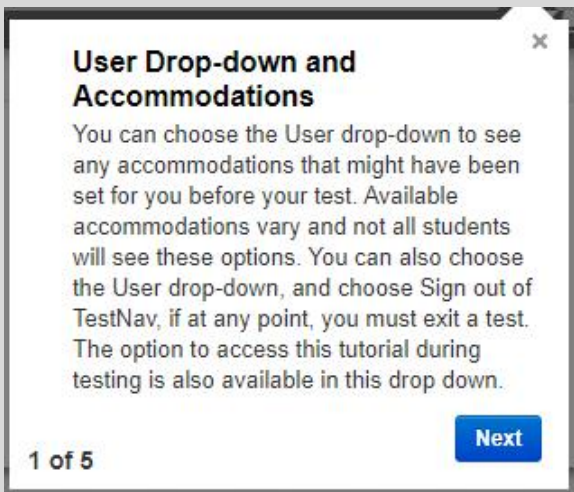 ×
User Drop-down and
Accommodations
You can choose the User drop-down to see
any accommodations that might have been
set for you before your test. Available
accommodations vary and not all students
will see these options. You can also choose
the User drop-down, and choose Sign out of
TestNav, if at any point, you must exit a test.
The option to access this tutorial during
testing is also available in this drop down.
Next
1 of 5